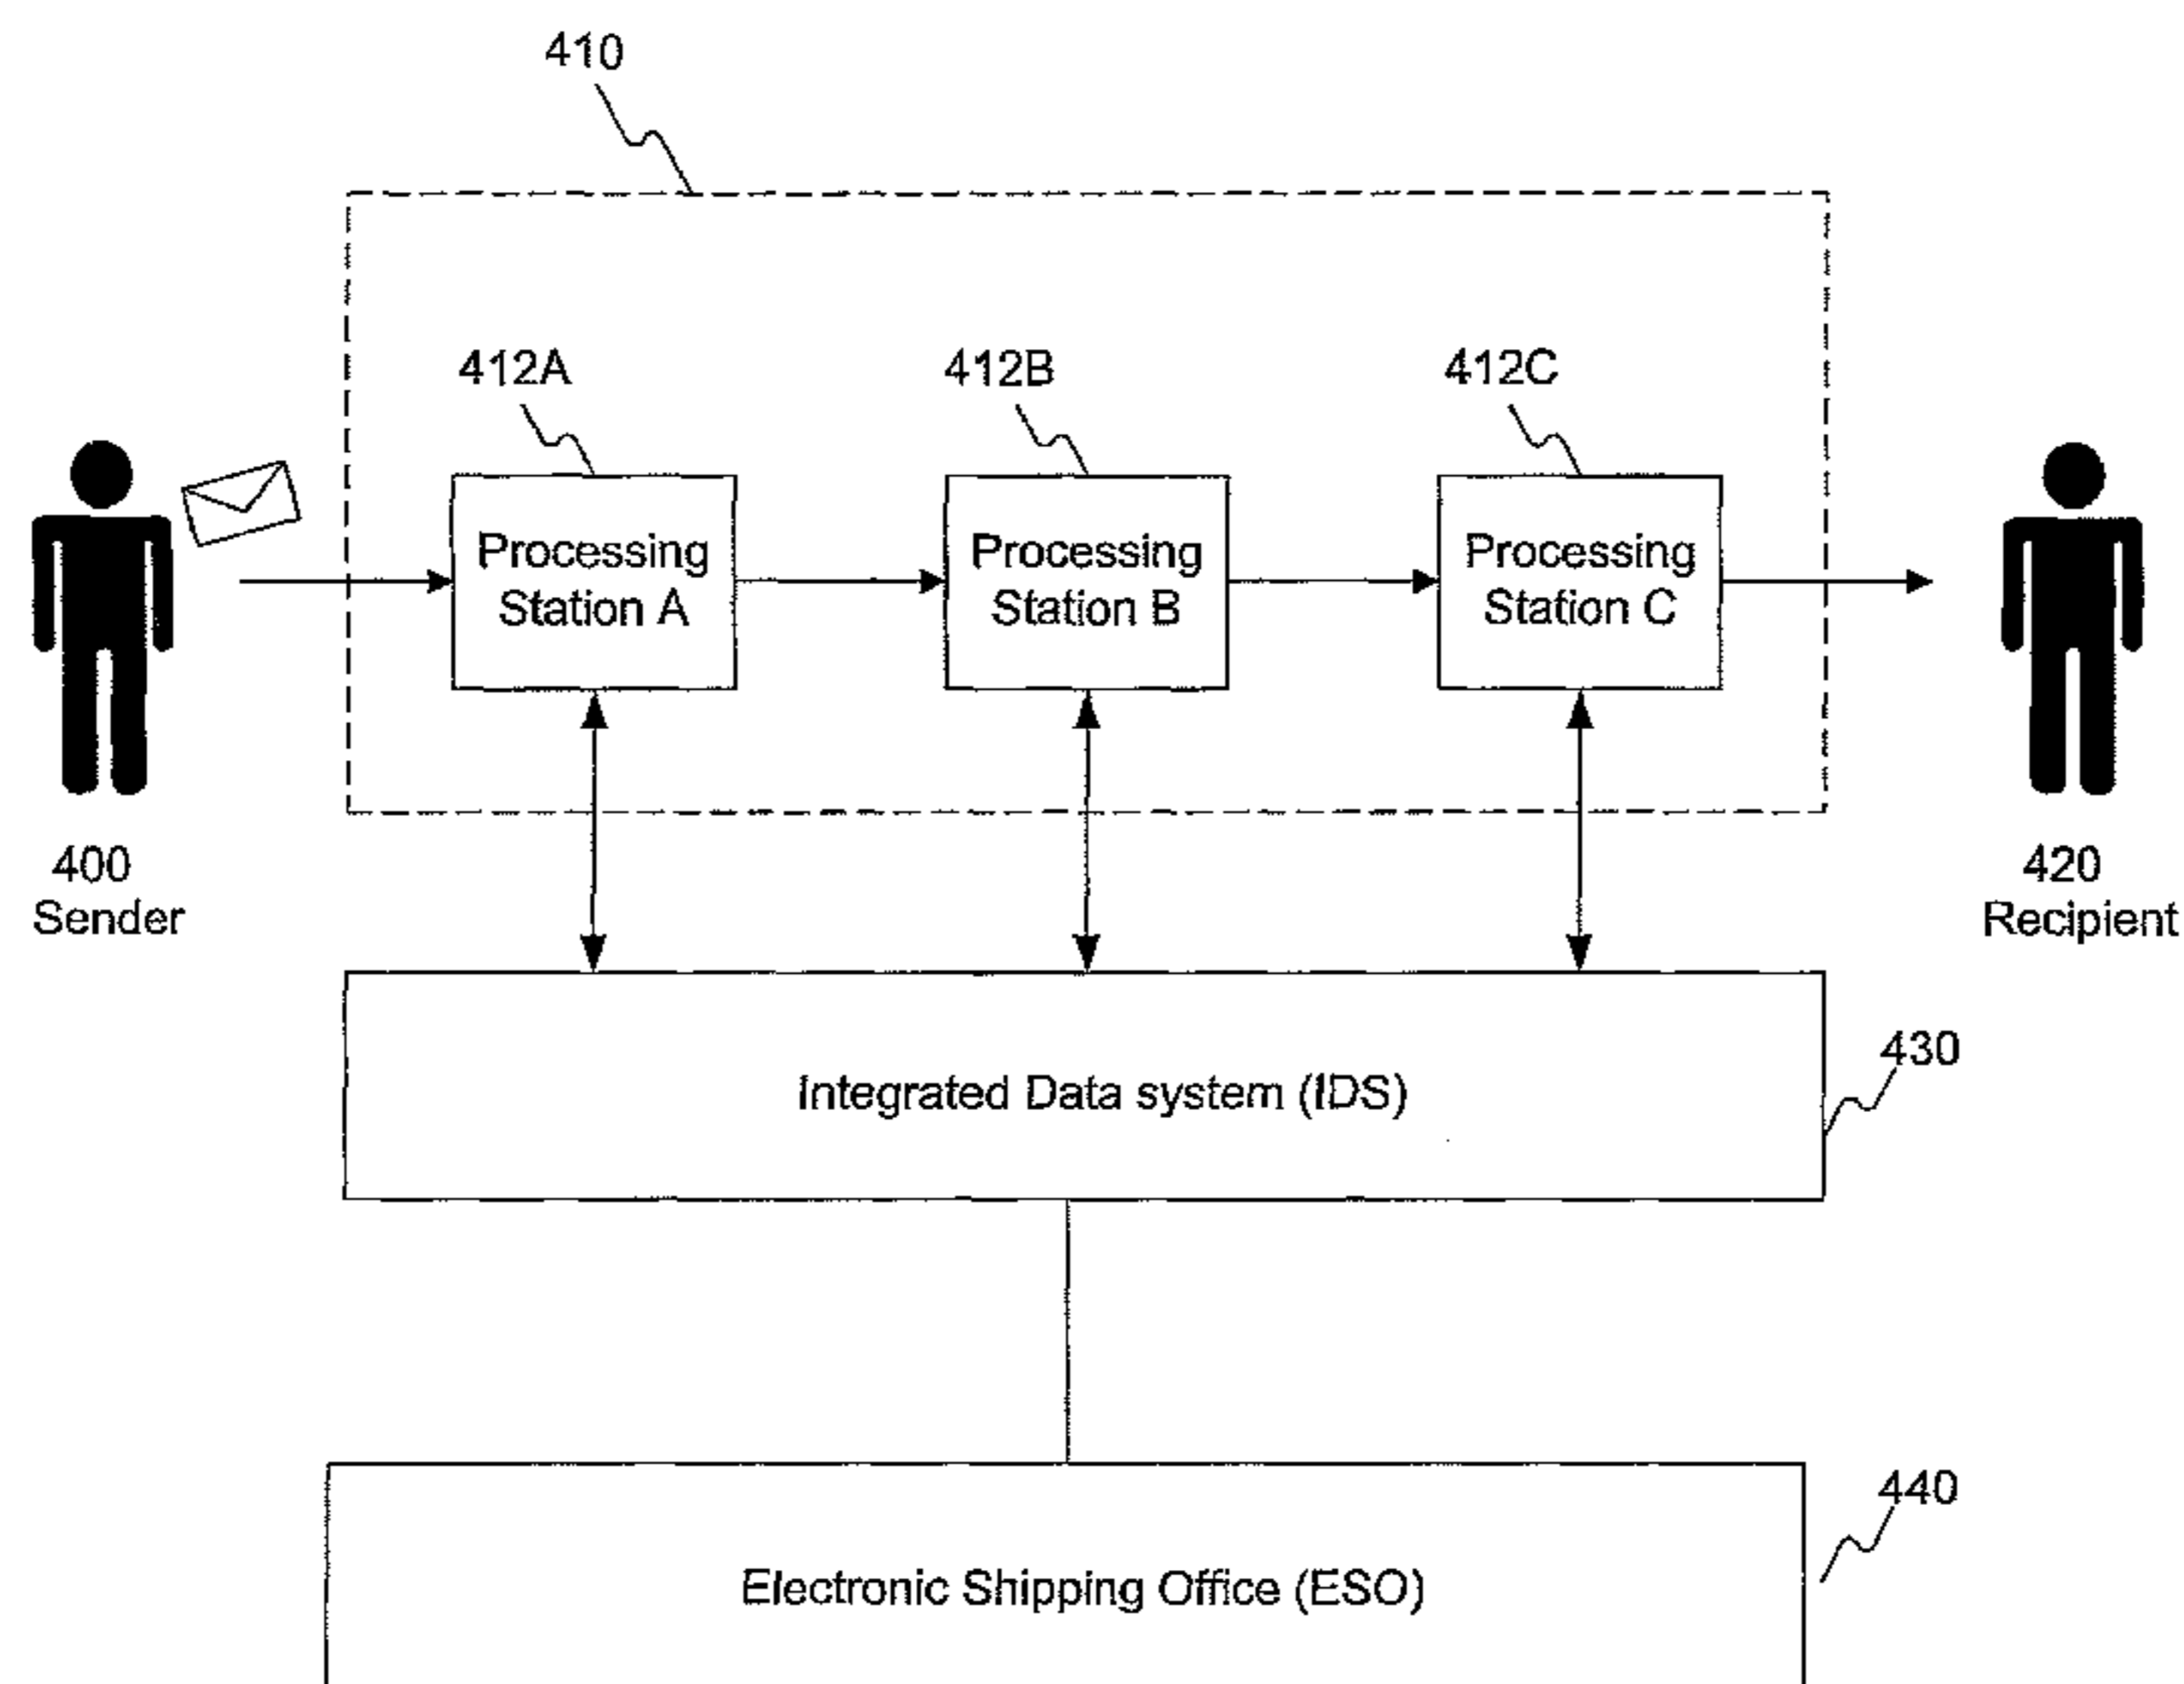 410
412A
412B
412C
Processing
Station A
Processing
Station B
Processing
Station C
400
Sender
420
Recipient
430
Integrated Data system (IDS)
440
Electronic Shipping Office (ESO)